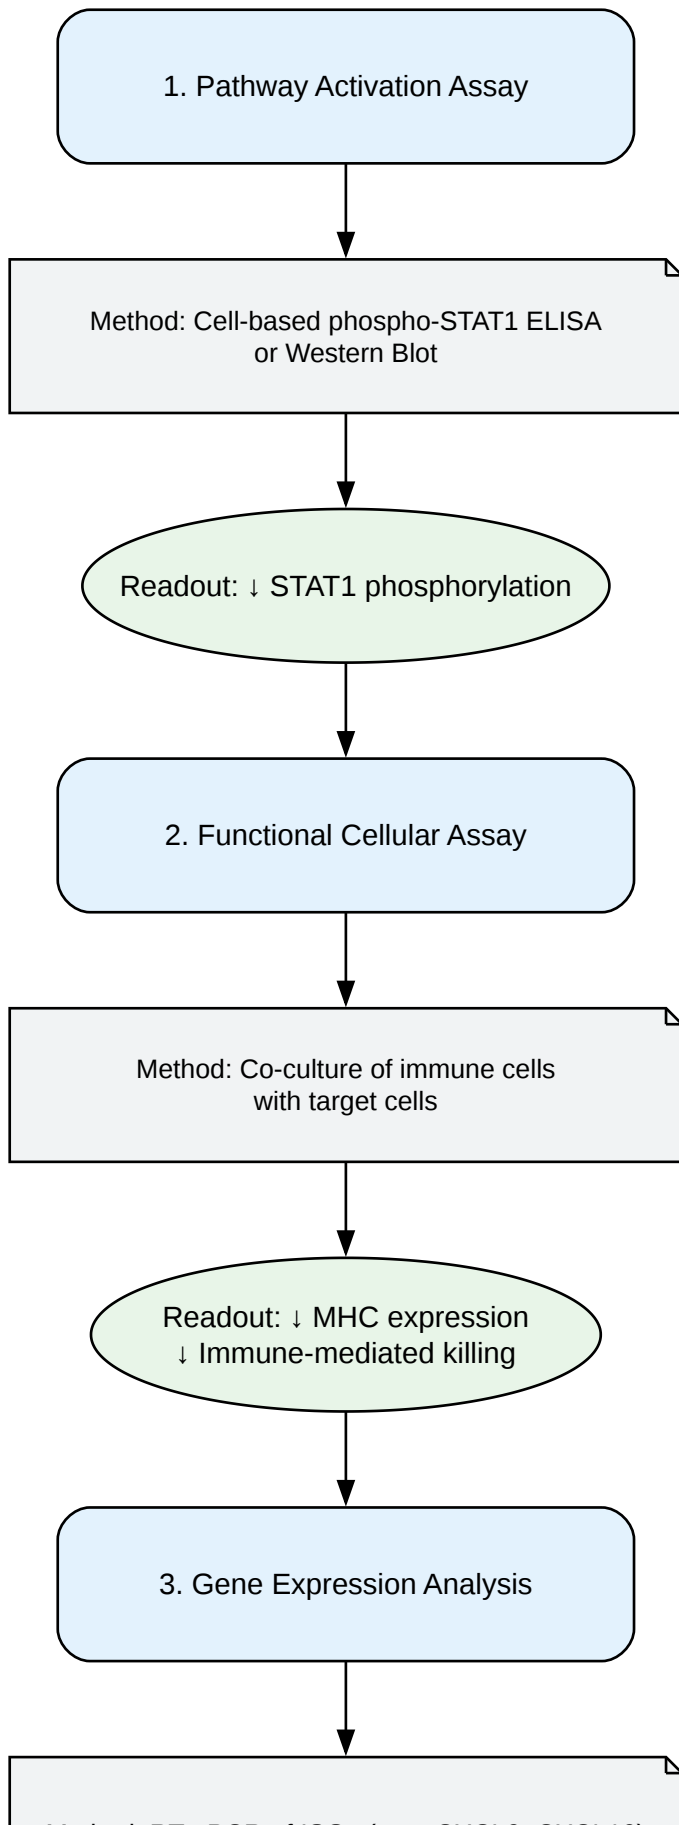 1. Pathway Activation Assay
Method: Cell-based phospho-STAT1 ELISA
or Western Blot
Readout: ↓ STAT1 phosphorylation
2. Functional Cellular Assay
Method: Co-culture of immune cells
with target cells
Readout: ↓ MHC expression
↓ Immune-mediated killing
3. Gene Expression Analysis